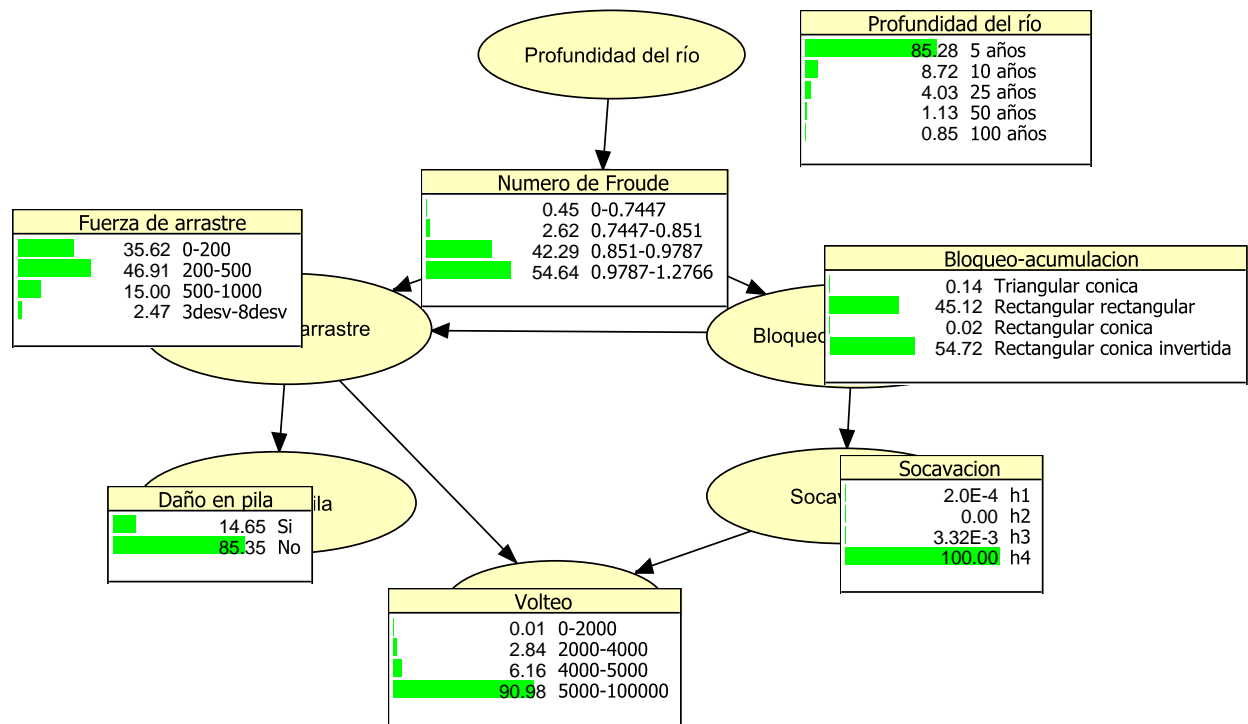 Profundidad del río
Profundidad del río
85.28 5 años
8.72 10 años
4.03 25 años
1.13 50 años
0.85 100 años
Numero de Froude
0.45 0-0.7447
2.62 0.7447-0.851
42.29 0.851-0.9787
54.64 0.9787-1.2766
Fuerza de arrastre
35.62 0-200
46.91 200-500
15.00 500-1000
2.47 3desv-8desv
arrastre
Bloqueo-acumulacion
0.14 Triangular conica
45.12 Rectangular rectangular
0.02 Rectangular conica
54.72 Rectangular conica invertida
Bloqueo
Daño en pila
14.65 Si
85.35 No
ila
Socavacion
2.0E-4 h1
0.00 h2
3.32E-3 h3
100.00 h4
Socav
Volteo
0.01 0-2000
2.84 2000-4000
6.16 4000-5000
90.98 5000-100000